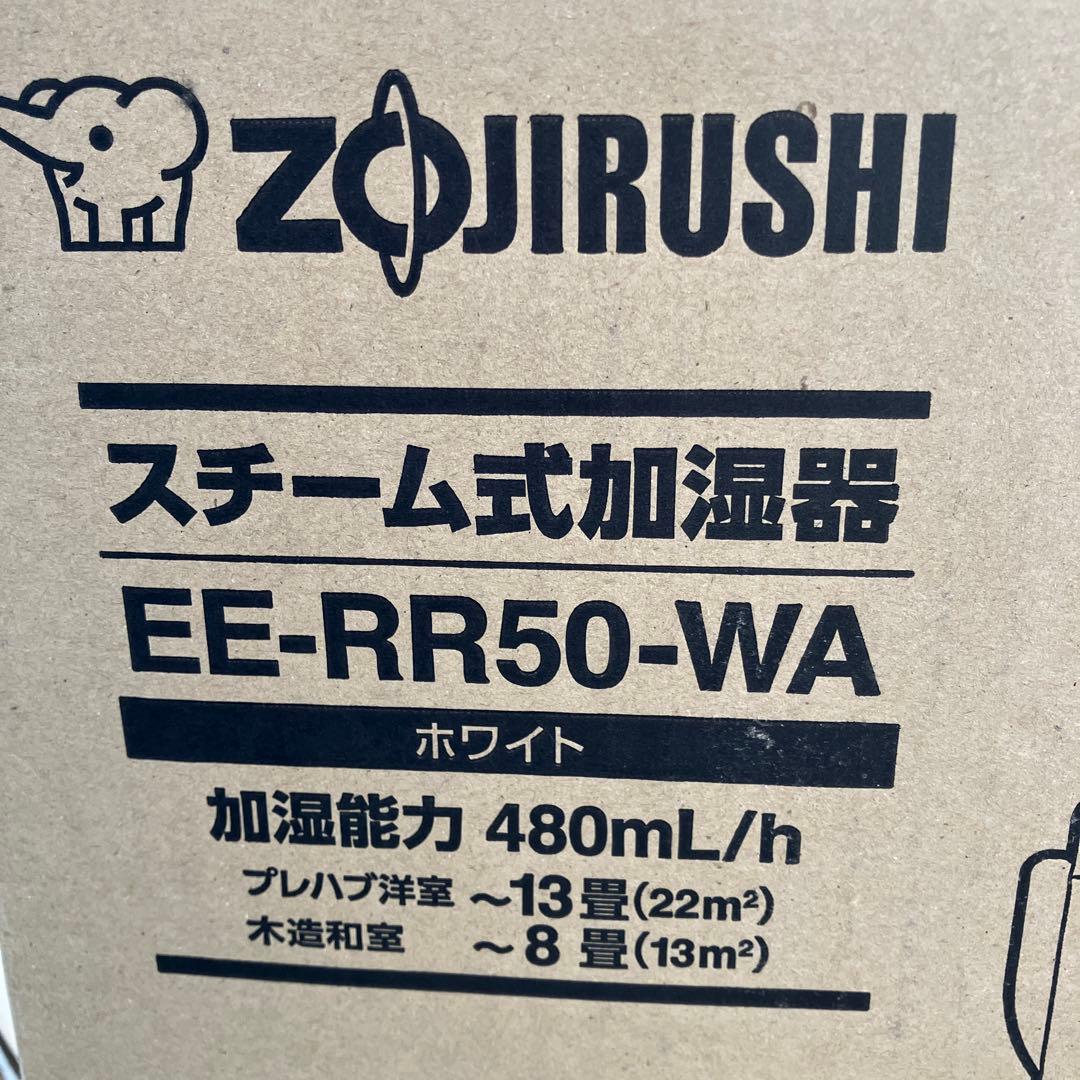 ZOJIRUSHI
スチーム式加湿器
EE-RR50-WA
ホワイト
加湿能力 480mL/h
プレハブ洋室 〜13畳(22m²)
木造和室 〜8畳(13m²)